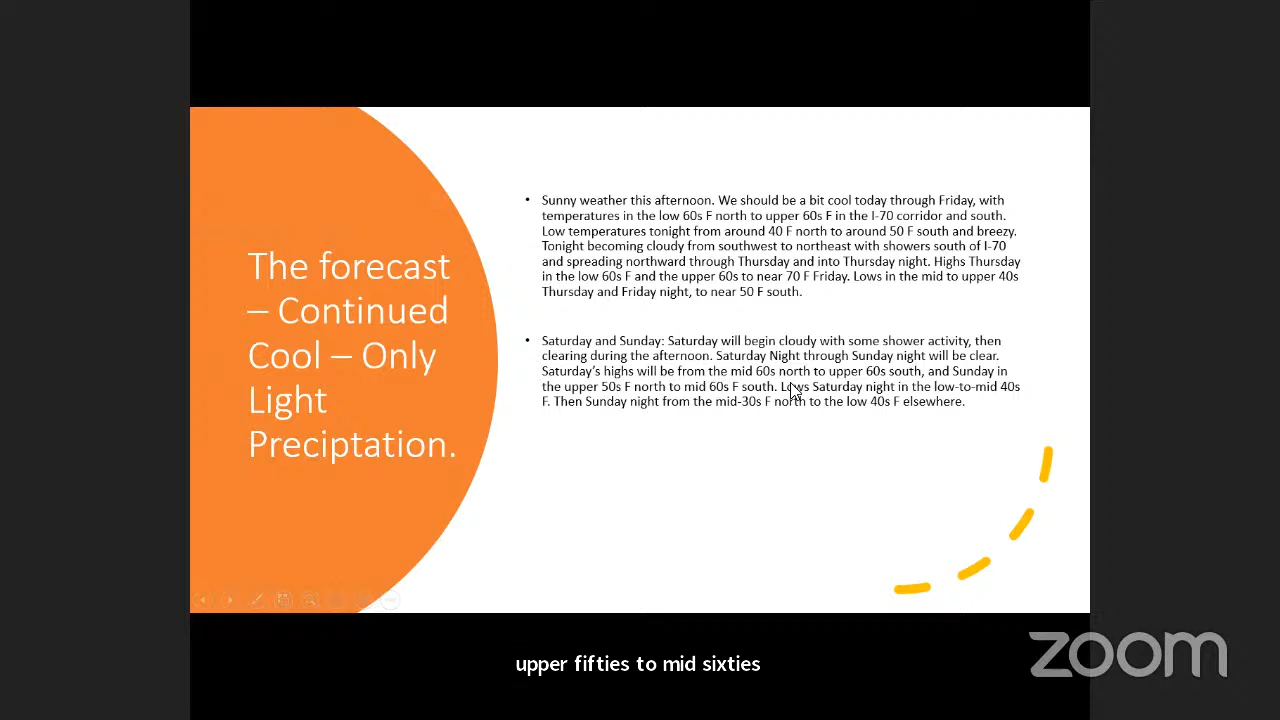 The forecast
– Continued
Cool – Only
Light
Preciptation.
• Sunny weather this afternoon. We should be a bit cool today through Friday, with
temperatures in the low 60s F north to upper 60s F in the I-70 corridor and south.
Low temperatures tonight from around 40 F north to around 50 F south and breezy.
Tonight becoming cloudy from southwest to northeast with showers south of I-70
and spreading northward through Thursday and into Thursday night. Highs Thursday
in the low 60s F and the upper 60s to near 70 F Friday. Lows in the mid to upper 40s
Thursday and Friday night, to near 50 F south.
• Saturday and Sunday: Saturday will begin cloudy with some shower activity, then
clearing during the afternoon. Saturday Night through Sunday night will be clear.
Saturday’s highs will be from the mid 60s north to upper 60s south, and Sunday in
the upper 50s F north to mid 60s F south. Lows Saturday night in the low-to-mid 40s
F. Then Sunday night from the mid-30s F north to the low 40s F elsewhere.
upper fifties to mid sixties
zoom